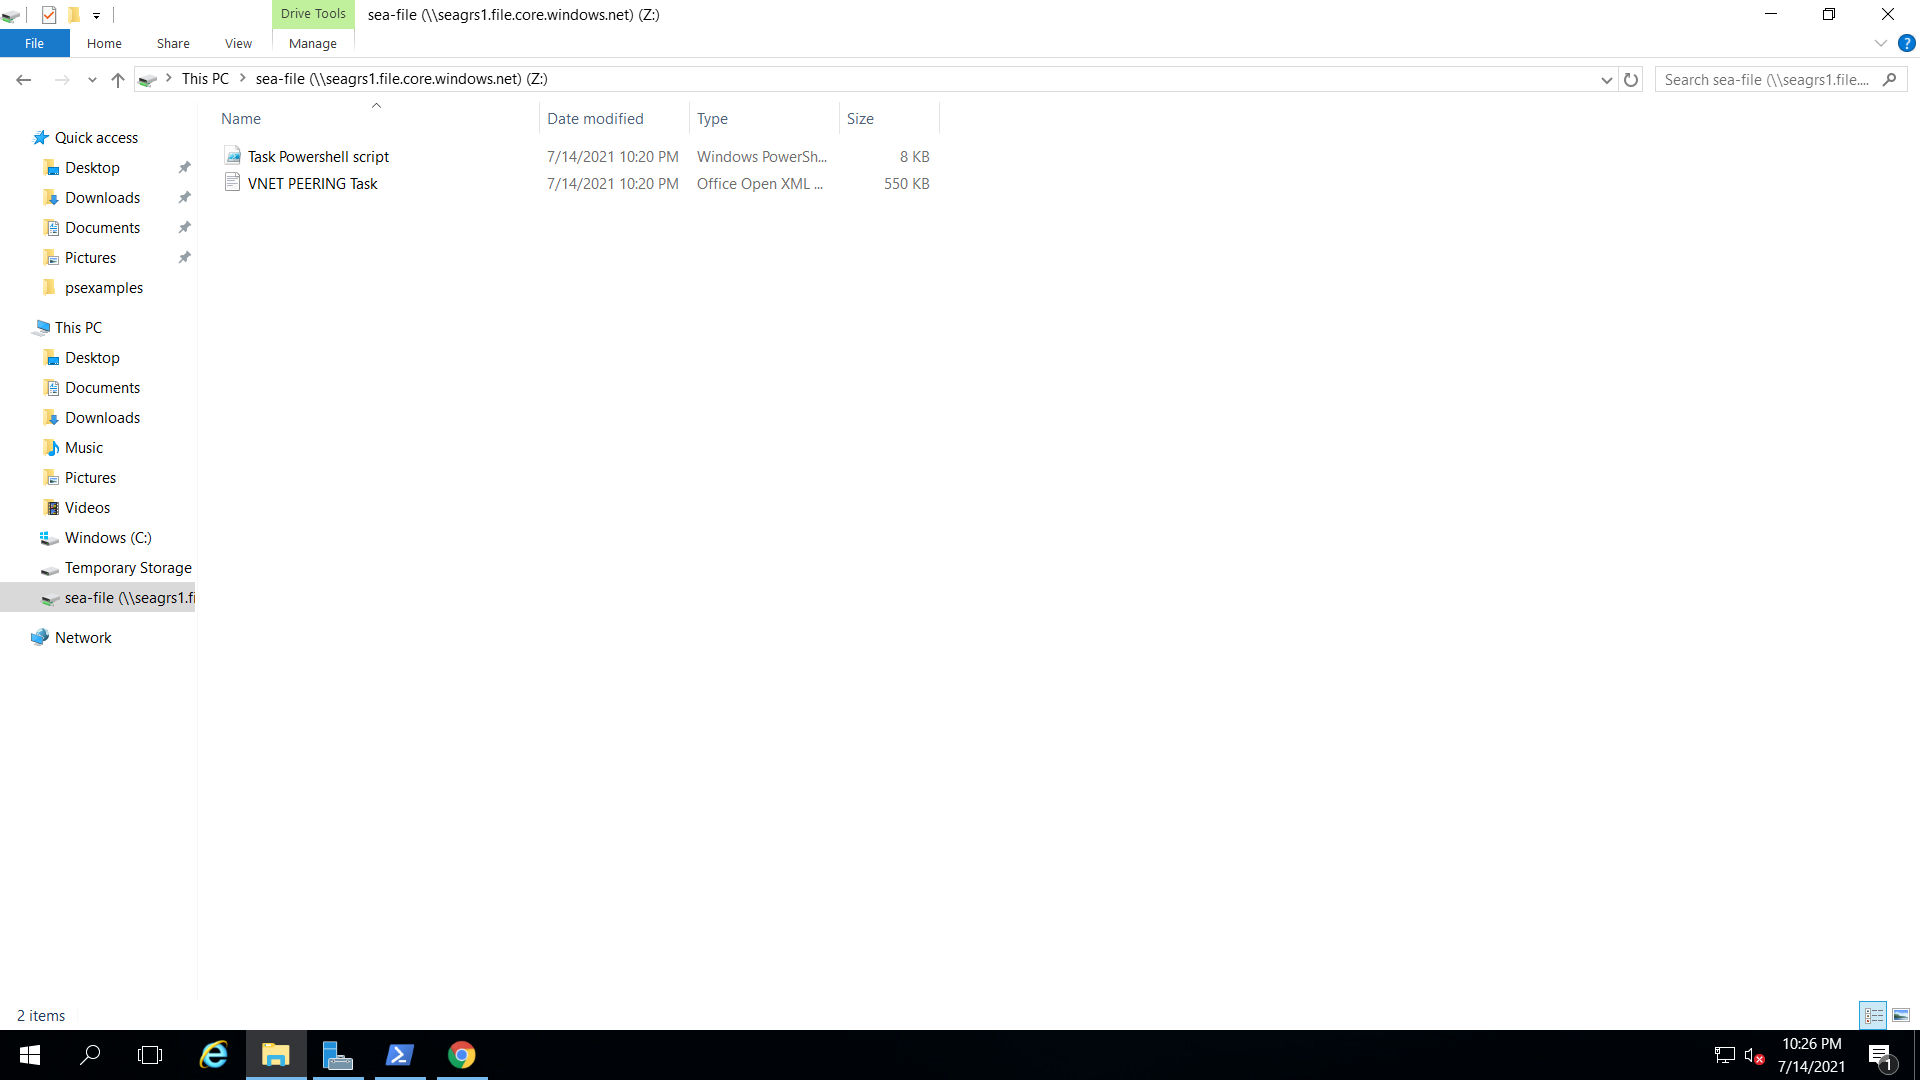 Drive Tools
sea-file (\\seagrs1.file.core.windows.net) (Z:)
File
Home
Share
View
Manage
?
This PC
sea-file (\\seagrs1.file.core.windows.net) (Z:)
Search sea-file (\\seagrs1.file....
Name
Date modified
Type
Size
Quick access
Desktop
Downloads
Documents
Pictures
psexamples
This PC
Desktop
Documents
Downloads
Music
Pictures
Videos
Windows (C:)
Temporary Storage
sea-file (\\seagrs1.fi
Network
Task Powershell script 7/14/2021 10:20 PM Windows PowerSh... 8 KB
VNET PEERING Task 7/14/2021 10:20 PM Office Open XML ... 550 KB
2 items
10:26 PM
7/14/2021
1